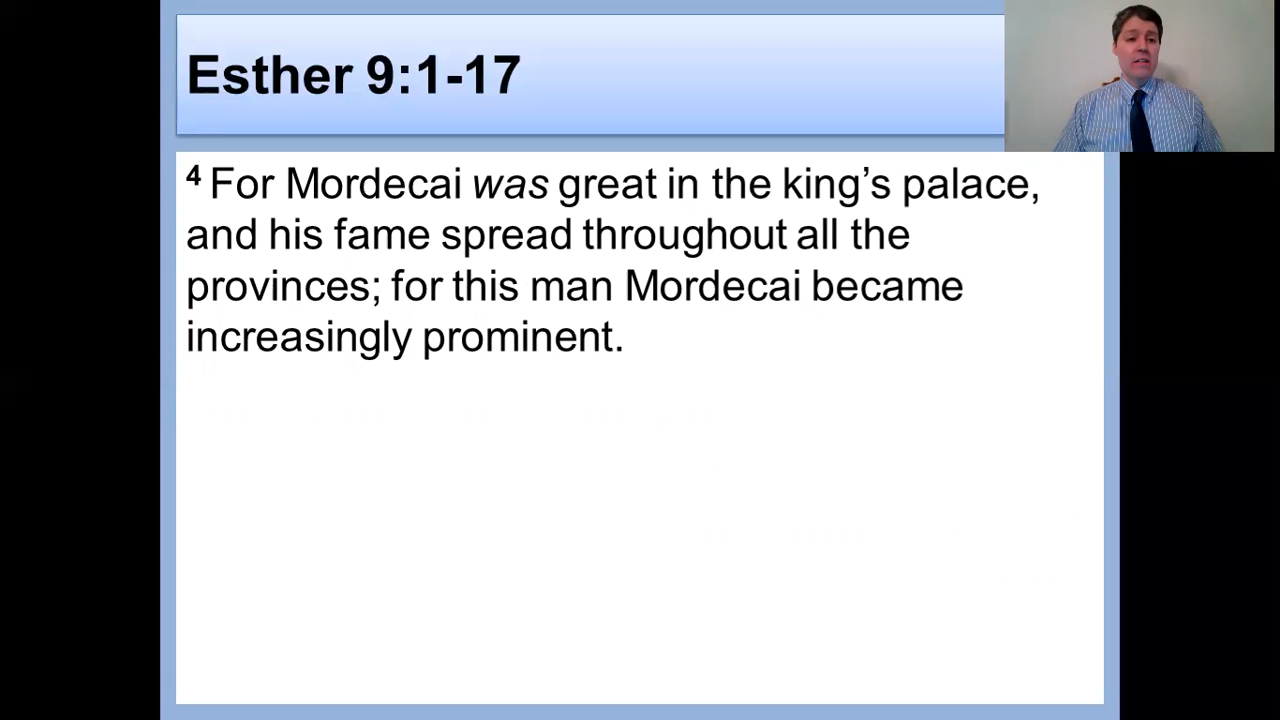 Esther 9:1-17
4 For Mordecai was great in the king’s palace,
and his fame spread throughout all the
provinces; for this man Mordecai became
increasingly prominent.